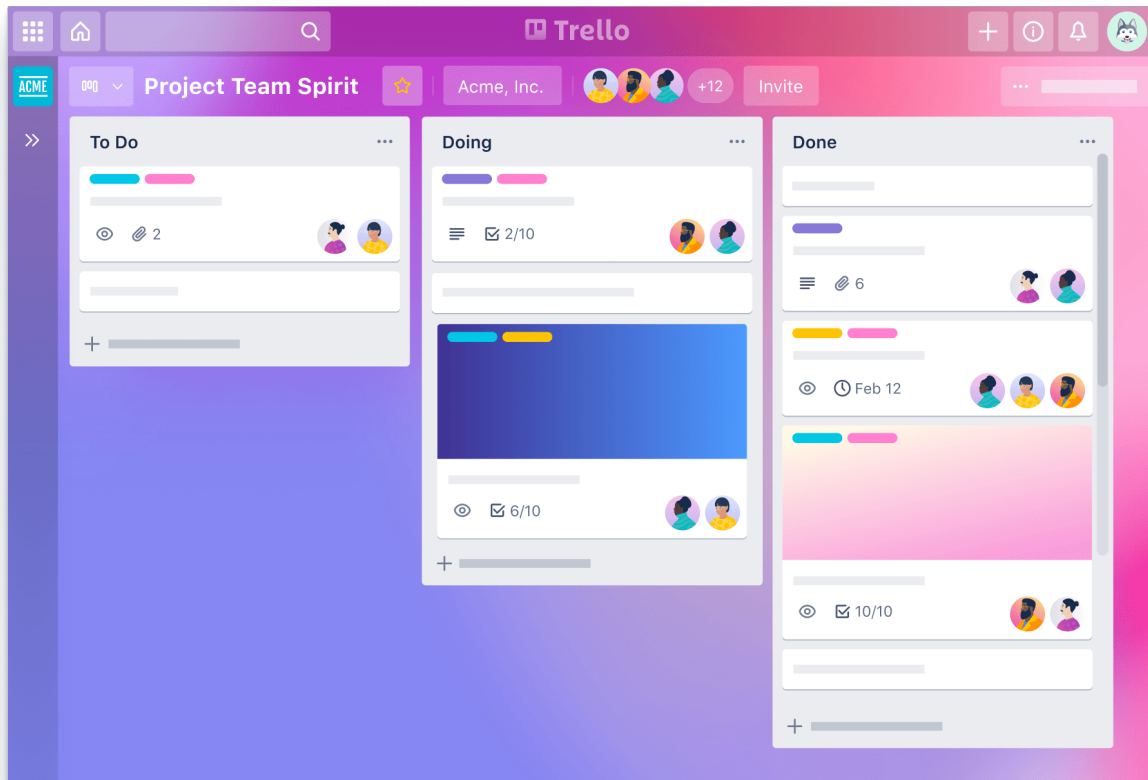 Trello
ACME
Project Team Spirit
Acme, Inc.
+12
Invite
To Do
2
Doing
2/10
6/10
Done
6
Feb 12
10/10